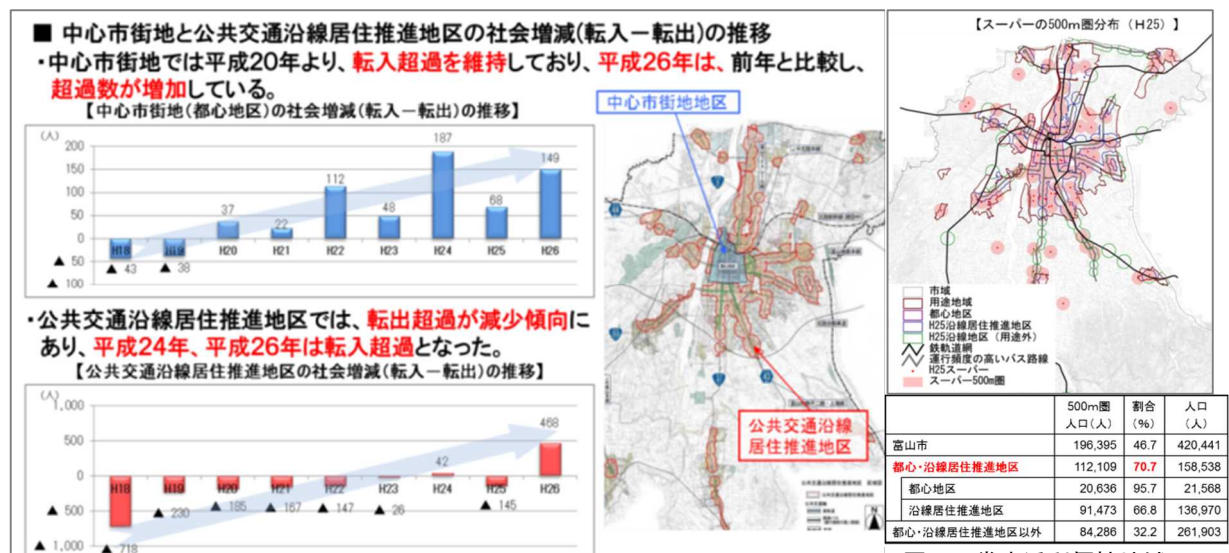 ■ 中心市街地と公共交通沿線居住推進地区の社会増減(転入－転出)の推移
・中心市街地では平成20年より、転入超過を維持しており、平成26年は、前年と比較し、
超過数が増加している。
【中心市街地(都心地区)の社会増減(転入－転出)の推移】
(人)
200
150
100
50
0
▲ 50
▲ 100
H18
H19
H20
H21
H22
H23
H24
H25
H26
▲ 43
▲ 38
37
22
112
48
187
68
149
・公共交通沿線居住推進地区では、転出超過が減少傾向に
あり、平成24年、平成26年は転入超過となった。
【公共交通沿線居住推進地区の社会増減(転入－転出)の推移】
(人)
1,000
500
0
▲ 500
▲ 1,000
H18
H19
H20
H21
H22
H23
H24
H25
H26
▲ 718
▲ 230
▲ 185
▲ 167
▲ 147
▲ 26
42
▲ 145
468
中心市街地地区
公共交通沿線
居住推進地区
N
【スーパーの500m圏分布（H25）】
市域
用途地域
都心地区
H25沿線居住推進地区
H25沿線地区（用途外）
鉄軌道網
運行頻度の高いバス路線
H25スーパー
スーパー500m圏
500m圏 割合 人口
人口(人) (%) (人)
富山市 196,395 46.7 420,441
都心・沿線居住推進地区 112,109 70.7 158,538
都心地区 20,636 95.7 21,568
沿線居住推進地区 91,473 66.8 136,970
都心・沿線居住推進地区以外 84,286 32.2 261,903